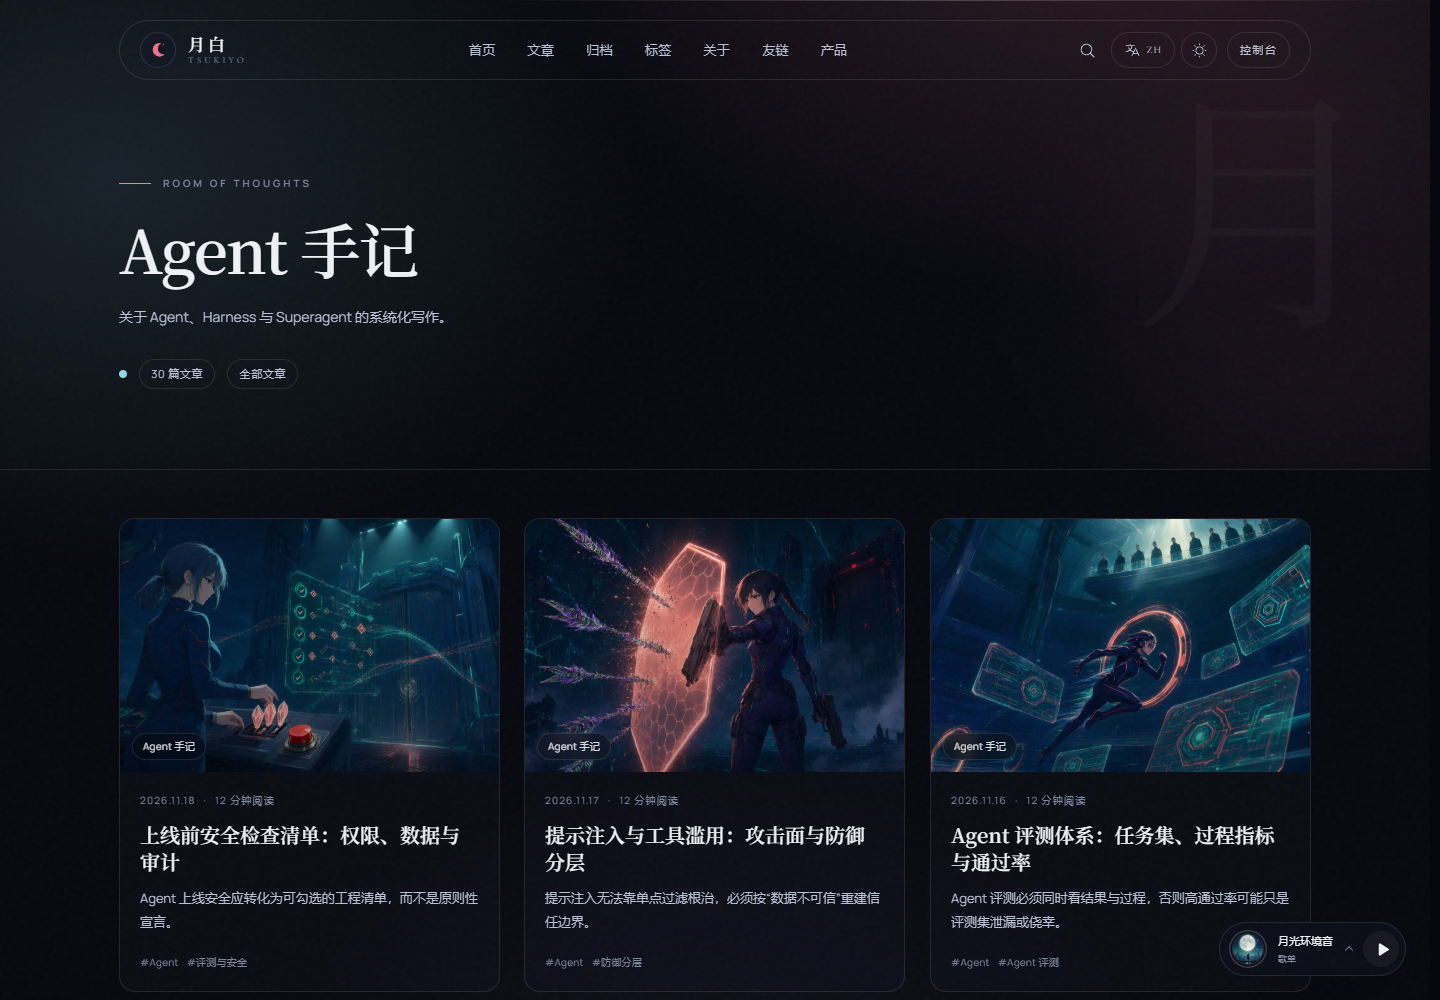 月白
TSUKIYO
首页 文章 归档 标签 关于 友链 产品
ZH
控制台
月
ROOM OF THOUGHTS
Agent 手记
关于 Agent、Harness 与 Superagent 的系统化写作。
30 篇文章 全部文章
Agent 手记
2026.11.18 · 12 分钟阅读
上线前安全检查清单：权限、数据与
审计
Agent 上线安全应转化为可勾选的工程清单，而不是原则性
宣言。
#Agent #评测与安全
Agent 手记
2026.11.17 · 12 分钟阅读
提示注入与工具滥用：攻击面与防御
分层
提示注入无法靠单点过滤根治，必须按“数据不可信”重建信
任边界。
#Agent #防御分层
Agent 手记
2026.11.16 · 12 分钟阅读
Agent 评测体系：任务集、过程指标
与通过率
Agent 评测必须同时看结果与过程，否则高通过率可能只是
评测集泄漏或侥幸。
#Agent #Agent 评测
月光环境音
歌单